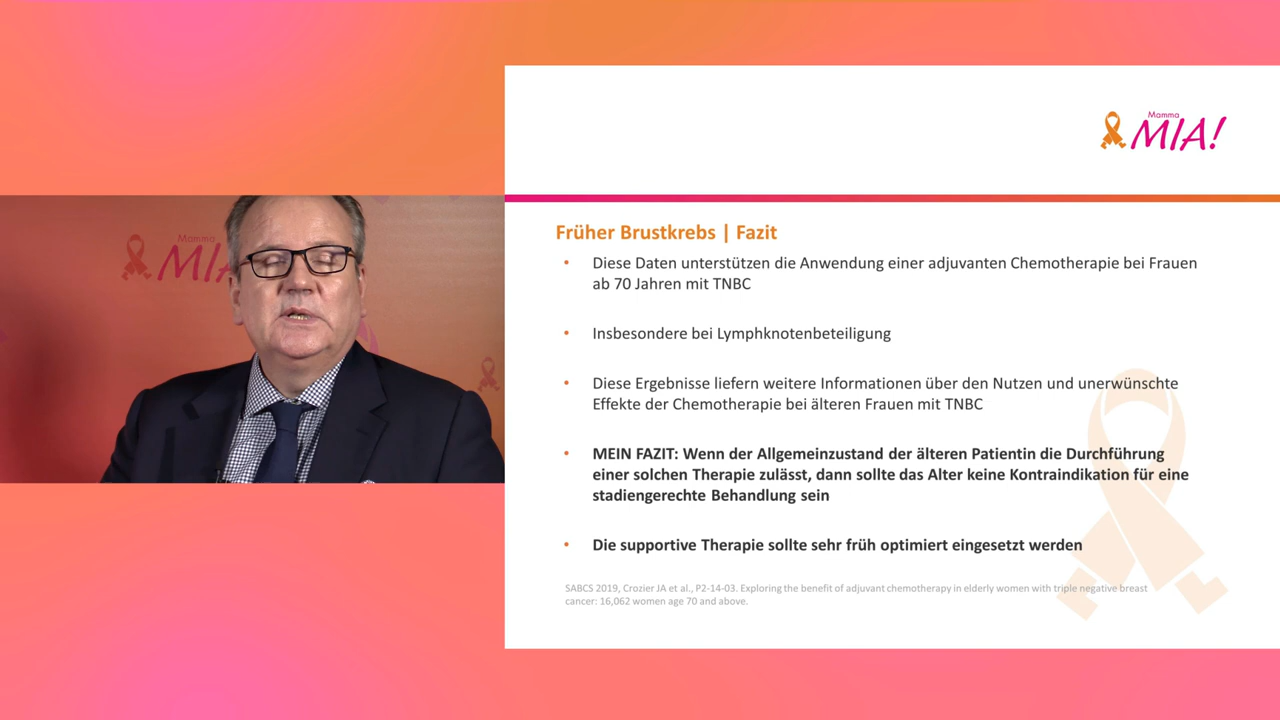 Mamma
MIA!
Mamma
MIA
Früher Brustkrebs | Fazit
• Diese Daten unterstützen die Anwendung einer adjuvanten Chemotherapie bei Frauen
ab 70 Jahren mit TNBC
• Insbesondere bei Lymphknotenbeteiligung
• Diese Ergebnisse liefern weitere Informationen über den Nutzen und unerwünschte
Effekte der Chemotherapie bei älteren Frauen mit TNBC
• MEIN FAZIT: Wenn der Allgemeinzustand der älteren Patientin die Durchführung
einer solchen Therapie zulässt, dann sollte das Alter keine Kontraindikation für eine
stadiengerechte Behandlung sein
• Die supportive Therapie sollte sehr früh optimiert eingesetzt werden
SABCS 2019, Crozier JA et al., P2-14-03. Exploring the benefit of adjuvant chemotherapy in elderly women with triple negative breast
cancer: 16,062 women age 70 and above.